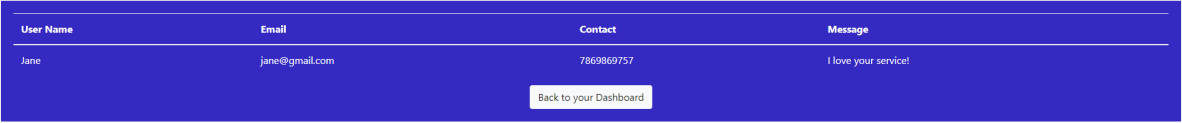 User Name Email Contact Message
Jane jane@gmail.com 7869869757 I love your service!
Back to your Dashboard